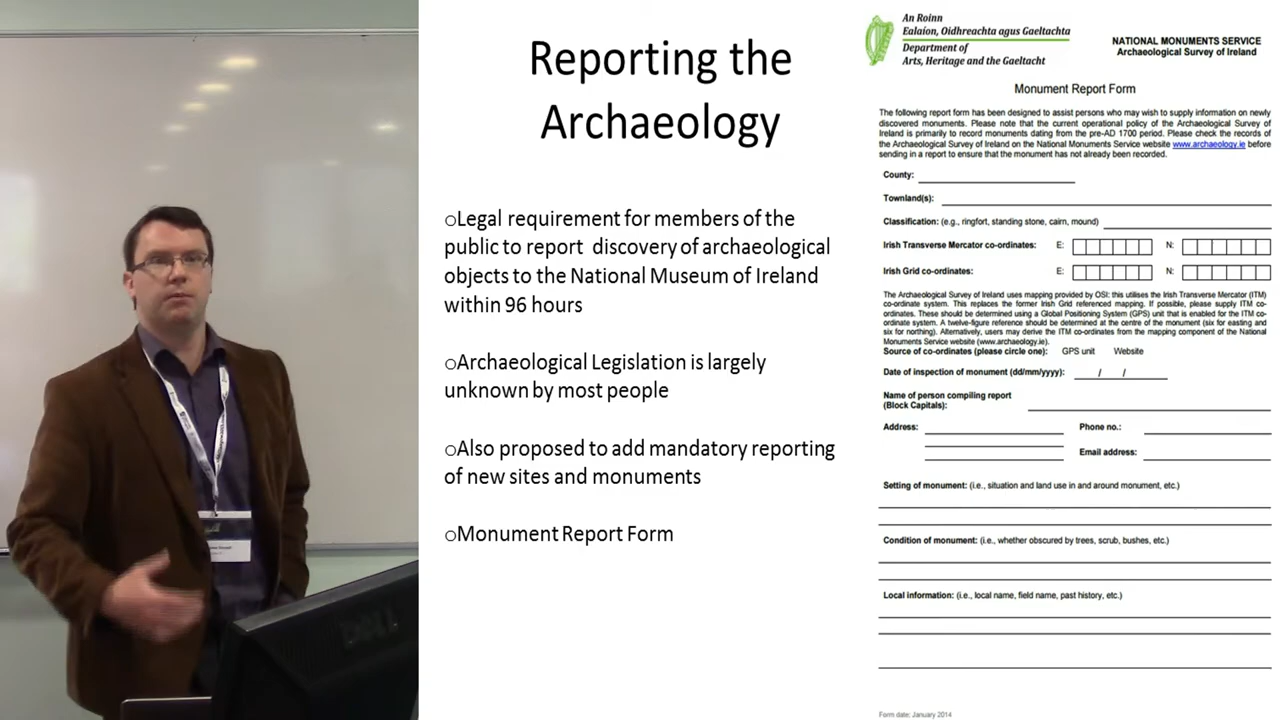 Reporting the
Archaeology
oLegal requirement for members of the
public to report discovery of archaeological
objects to the National Museum of Ireland
within 96 hours
oArchaeological Legislation is largely
unknown by most people
oAlso proposed to add mandatory reporting
of new sites and monuments
oMonument Report Form
An Roinn
Ealaíon, Oidhreachta agus Gaeltachta
Department of
Arts, Heritage and the Gaeltacht
NATIONAL MONUMENTS SERVICE
Archaeological Survey of Ireland
Monument Report Form
The following report form has been designed to assist persons who may wish to supply information on newly
discovered monuments. Please note that the current operational policy of the Archaeological Survey of
Ireland is primarily to record monuments dating from the pre-AD 1700 period. Please check the records of
the Archaeological Survey of Ireland on the National Monuments Service website www.archaeology.ie before
sending in a report to ensure that the monument has not already been recorded.
County:
Townland(s):
Classification: (e.g., ringfort, standing stone, cairn, mound)
Irish Transverse Mercator co-ordinates: E: N:
Irish Grid co-ordinates: E: N:
The Archaeological Survey of Ireland uses mapping provided by OSI: this utilises the Irish Transverse Mercator (ITM)
co-ordinate system. This replaces the former Irish Grid referenced mapping. If possible, please supply ITM co-
ordinates. These should be determined using a Global Positioning System (GPS) unit that is enabled for the ITM co-
ordinate system. A twelve-figure reference should be determined at the centre of the monument (six for easting and
six for northing). Alternatively, users may derive the ITM co-ordinates from the mapping component of the National
Monuments Service website (www.archaeology.ie).
Source of co-ordinates (please circle one): GPS unit Website
Date of inspection of monument (dd/mm/yyyy): / /
Name of person compiling report
(Block Capitals):
Address: Phone no.:
Email address:
Setting of monument: (i.e., situation and land use in and around monument, etc.)
Condition of monument: (i.e., whether obscured by trees, scrub, bushes, etc.)
Local information: (i.e., local name, field name, past history, etc.)
Form date: January 2014
DELL